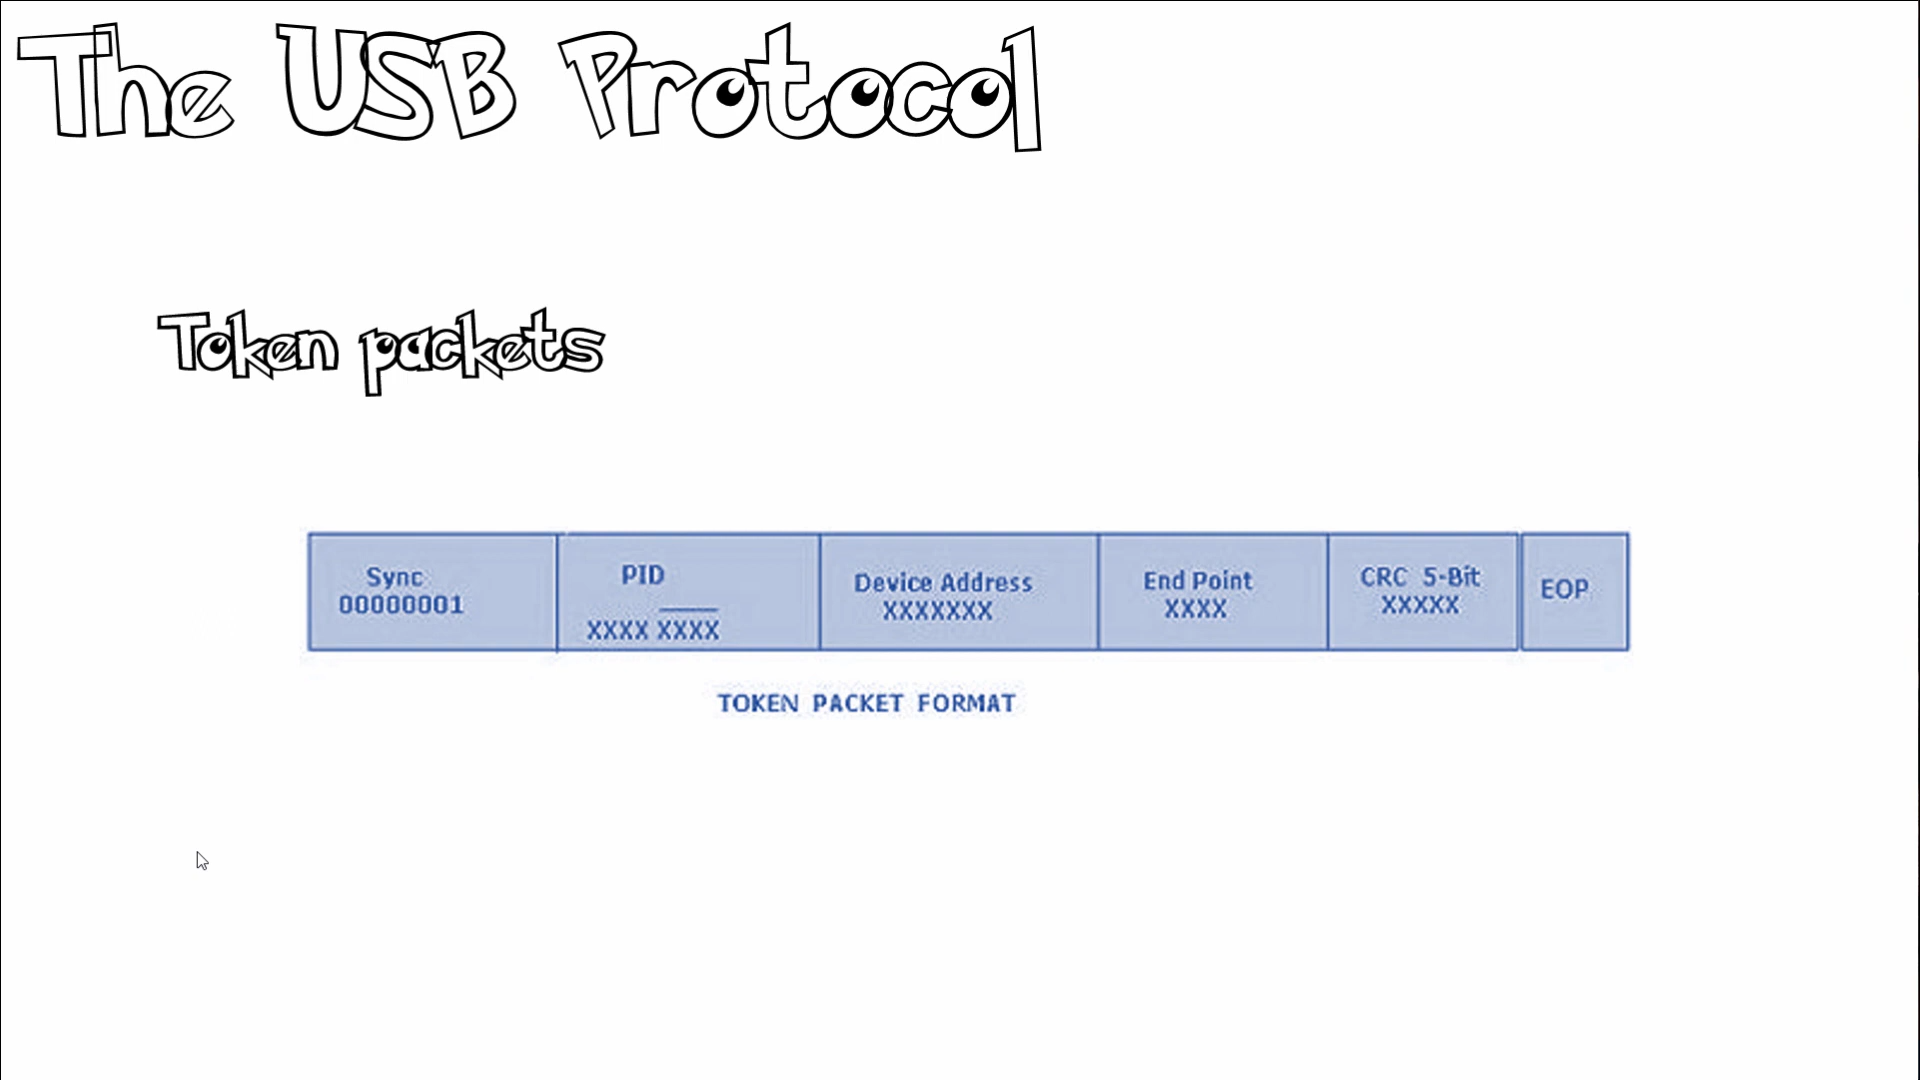 The USB Protocol
Token packets
Sync
00000001
PID
XXXX XXXX
Device Address
XXXXXXX
End Point
XXXX
CRC 5-Bit
XXXXX
EOP
TOKEN PACKET FORMAT